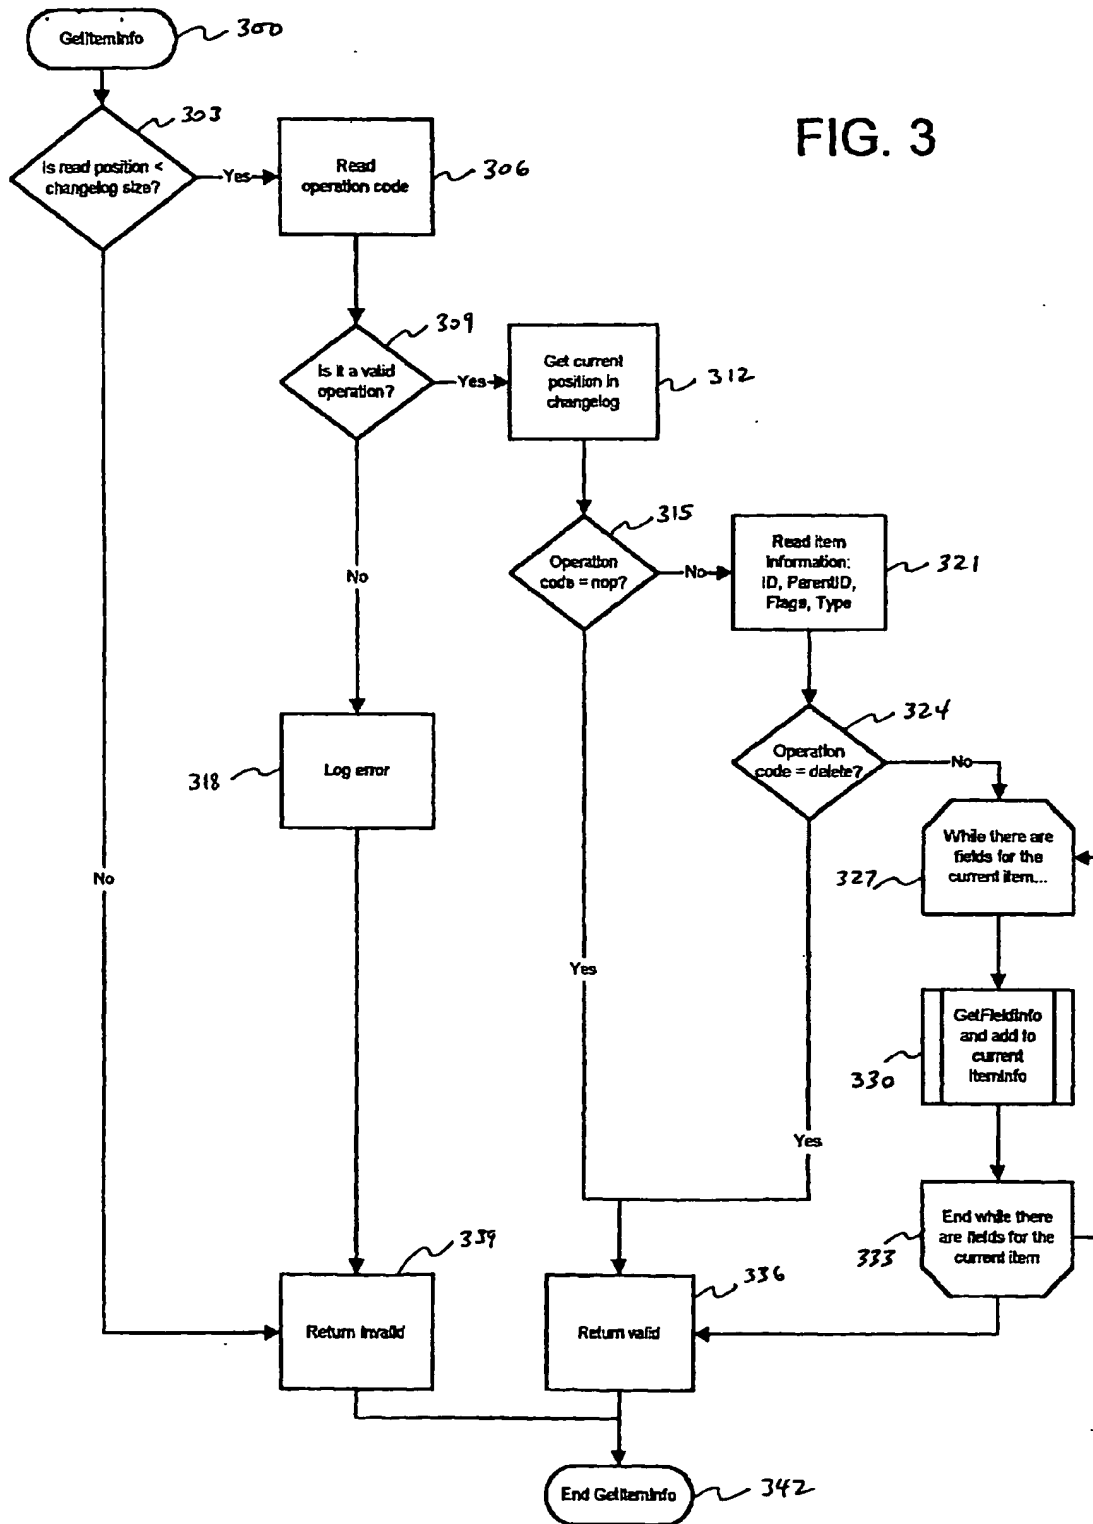 GetItemInfo
300
FIG. 3
303
Is read position <
changelog size?
Yes
Read
operation code
306
309
Is it a valid
operation?
Yes
Get current
position in
changelog
312
No
315
Operation
code = nop?
No
Read item
information:
ID, ParentID,
Flags, Type
321
Log error
318
324
Operation
code = delete?
No
No
While there are
fields for the
current item...
327
Yes
GetFieldInfo
and add to
current
ItemInfo
330
Yes
End while there
are fields for the
current item
333
339
Return invalid
336
Return valid
End GetItemInfo
342